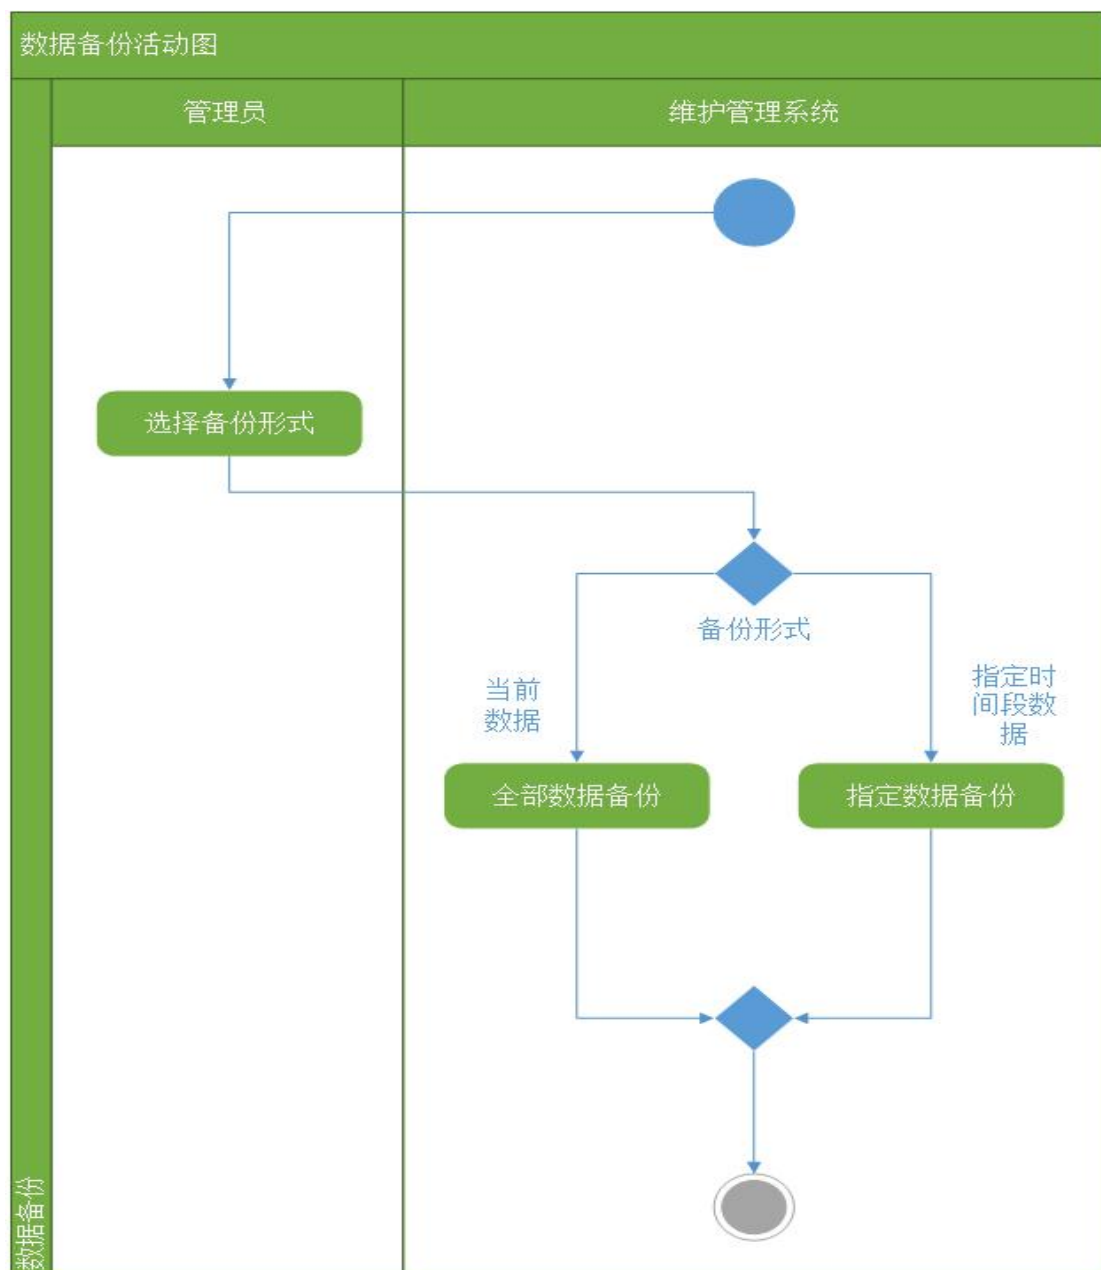 数据备份活动图
管理员
维护管理系统
选择备份形式
备份形式
当前
数据
指定时
间段数
据
全部数据备份
指定数据备份
数据备份